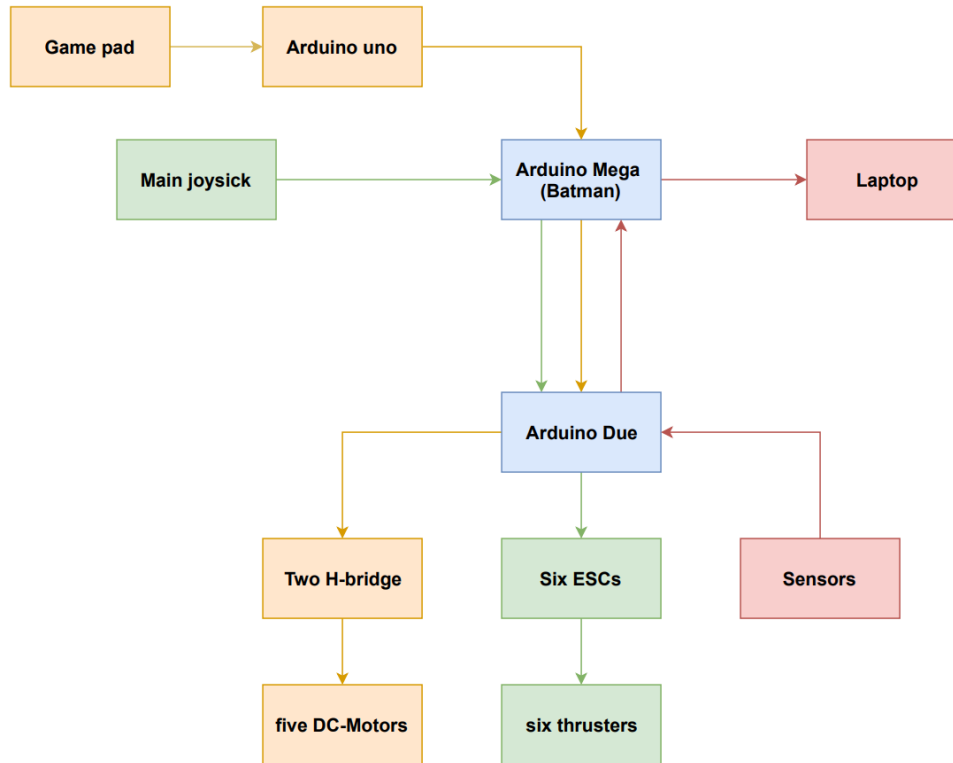 Game pad
Arduino uno
Main joysick
Arduino Mega
(Batman)
Laptop
Arduino Due
Two H-bridge
Six ESCs
Sensors
five DC-Motors
six thrusters